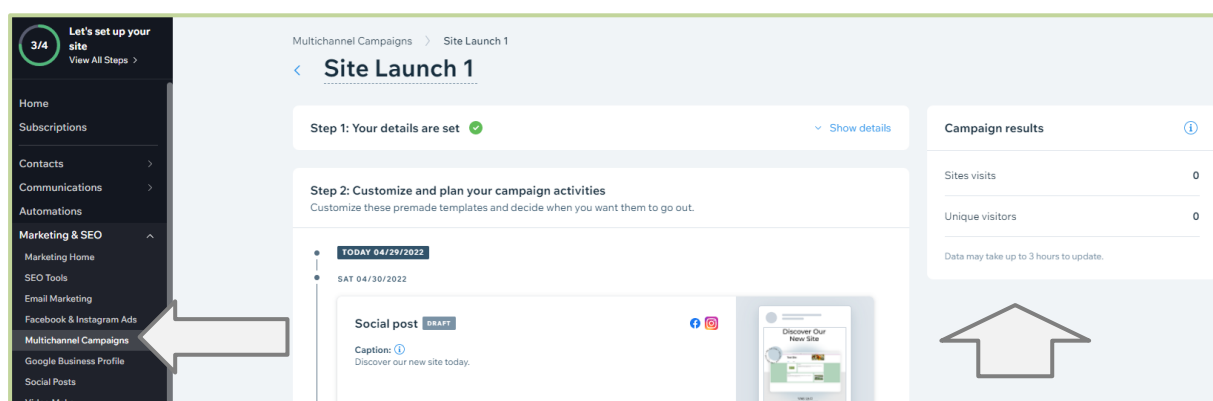 3/4
Let's set up your
site
View All Steps >
Home
Subscriptions
Contacts
Communications
Automations
Marketing & SEO
Marketing Home
SEO Tools
Email Marketing
Facebook & Instagram Ads
Multichannel Campaigns
Google Business Profile
Social Posts
Multichannel Campaigns > Site Launch 1
Site Launch 1
Step 1: Your details are set
Show details
Step 2: Customize and plan your campaign activities
Customize these premade templates and decide when you want them to go out.
TODAY 04/29/2022
SAT 04/30/2022
Social post DRAFT
Caption:
Discover our new site today.
Discover Our
New Site
Campaign results
Sites visits 0
Unique visitors 0
Data may take up to 3 hours to update.